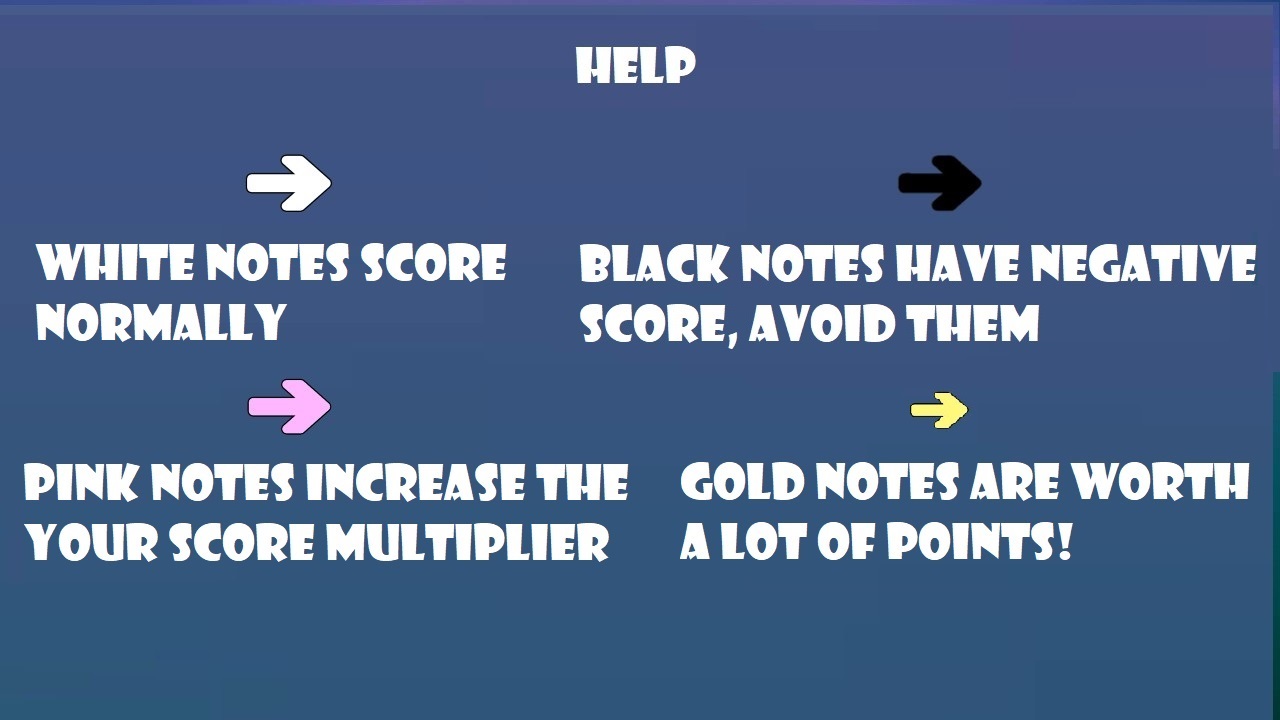 HELP
WHITE NOTES SCORE
NORMALLY
BLACK NOTES HAVE NEGATIVE
SCORE, AVOID THEM
PINK NOTES INCREASE THE
YOUR SCORE MULTIPLIER
GOLD NOTES ARE WORTH
A LOT OF POINTS!